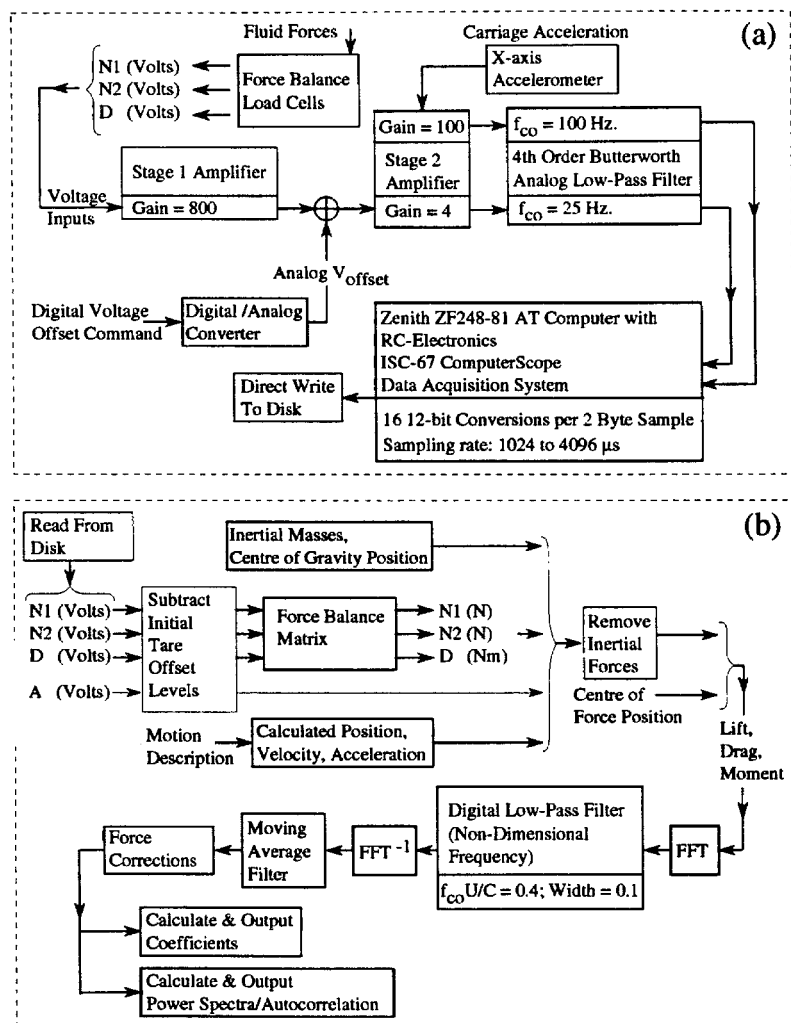 (a)
Fluid Forces
Carriage Acceleration
N1 (Volts)
N2 (Volts)
D (Volts)
Force Balance
Load Cells
X-axis
Accelerometer
Gain = 100
f_co = 100 Hz.
Stage 1 Amplifier
Stage 2
Amplifier
4th Order Butterworth
Analog Low-Pass Filter
Voltage
Inputs
Gain = 800
Gain = 4
f_co = 25 Hz.
Analog V_offset
Digital Voltage
Offset Command
Digital /Analog
Converter
Zenith ZF248-81 AT Computer with
RC-Electronics
ISC-67 ComputerScope
Data Acquisition System
Direct Write
To Disk
16 12-bit Conversions per 2 Byte Sample
Sampling rate: 1024 to 4096 μs
(b)
Read From
Disk
Inertial Masses,
Centre of Gravity Position
N1 (Volts)
N2 (Volts)
D (Volts)
A (Volts)
Subtract
Initial
Tare
Offset
Levels
Force Balance
Matrix
N1 (N)
N2 (N)
D (Nm)
Remove
Inertial
Forces
Centre of
Force Position
Motion
Description
Calculated Position,
Velocity, Acceleration
Lift,
Drag,
Moment
Force
Corrections
Moving
Average
Filter
FFT -1
Digital Low-Pass Filter
(Non-Dimensional
Frequency)
f_co U/C = 0.4; Width = 0.1
FFT
Calculate & Output
Coefficients
Calculate & Output
Power Spectra/Autocorrelation